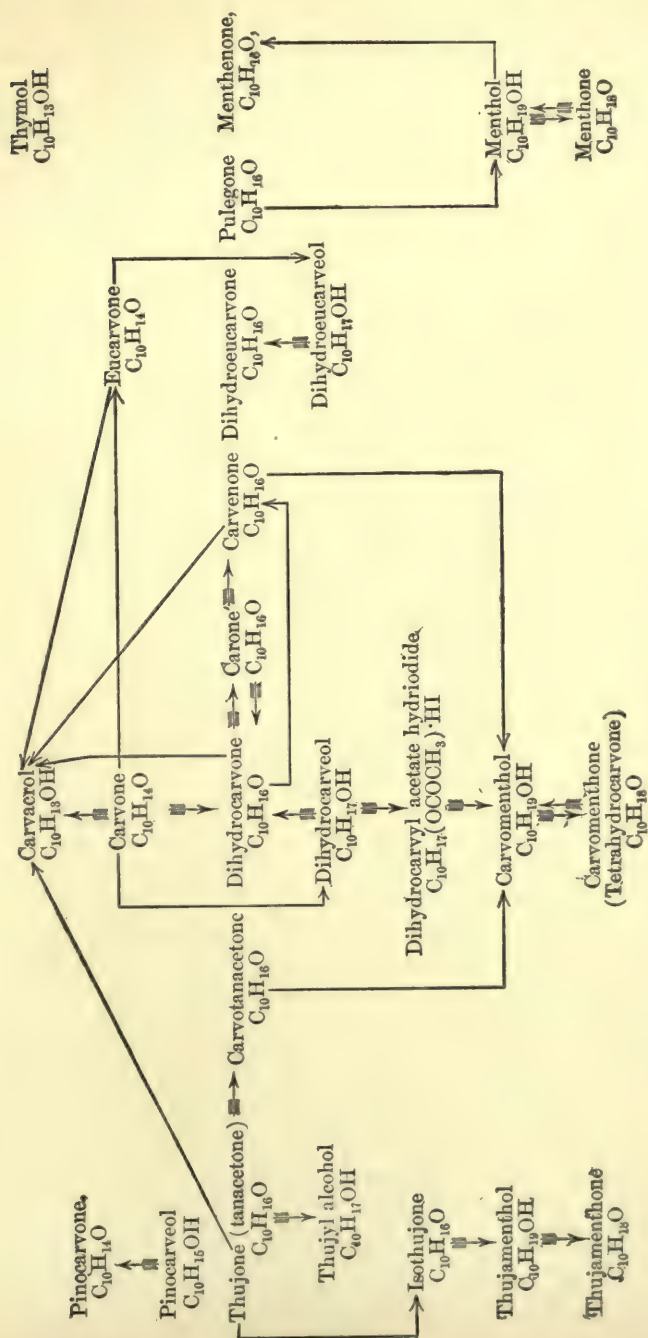 Thymol
C₁₀H₁₃OH
Carvacrol
C₁₀H₁₃OH
Pinocarvone.
C₁₀H₁₄O
Carvone
C₁₀H₁₄O
Eucarvone
C₁₀H₁₄O
Pinocarveol
C₁₀H₁₅OH
Thujone (tanacetone)
C₁₀H₁₆O
Carvotanacetone
C₁₀H₁₆O
Dihydrocarvone
C₁₀H₁₆O
Carone
C₁₀H₁₆O
Carvenone
C₁₀H₁₆O
Dihydroeucarvone
C₁₀H₁₆O
Pulegone
C₁₀H₁₆O
Menthenone,
C₁₀H₁₆O,
Thujyl alcohol
C₁₀H₁₇OH
Dihydrocarveol
C₁₀H₁₇OH
Dihydroeucarveol
C₁₀H₁₇OH
Isothujone
C₁₀H₁₆O
Dihydrocarvyl acetate hydriodide
C₁₀H₁₇(OCOCH₃)·HI
Thujamenthol
C₁₀H₁₉OH
Carvomenthol
C₁₀H₁₉OH
Menthol
C₁₀H₁₉OH
Thujamenthone
C₁₀H₁₈O
Carvomenthone
(Tetrahydrocarvone)
C₁₀H₁₈O
Menthone
C₁₀H₁₈O